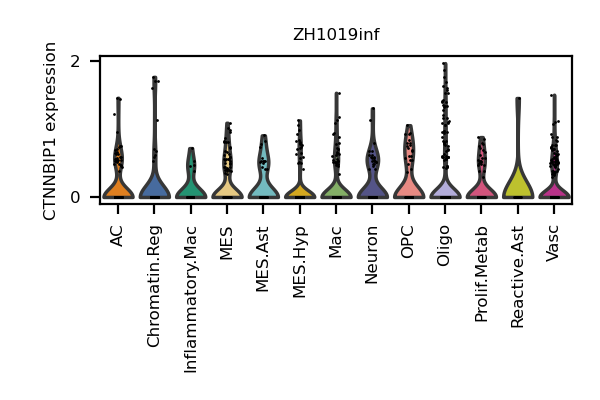 ZH1019inf
CTNNBIP1 expression
2
0
AC
Chromatin.Reg
Inflammatory.Mac
MES
MES.Ast
MES.Hyp
Mac
Neuron
OPC
Oligo
Prolif.Metab
Reactive.Ast
Vasc